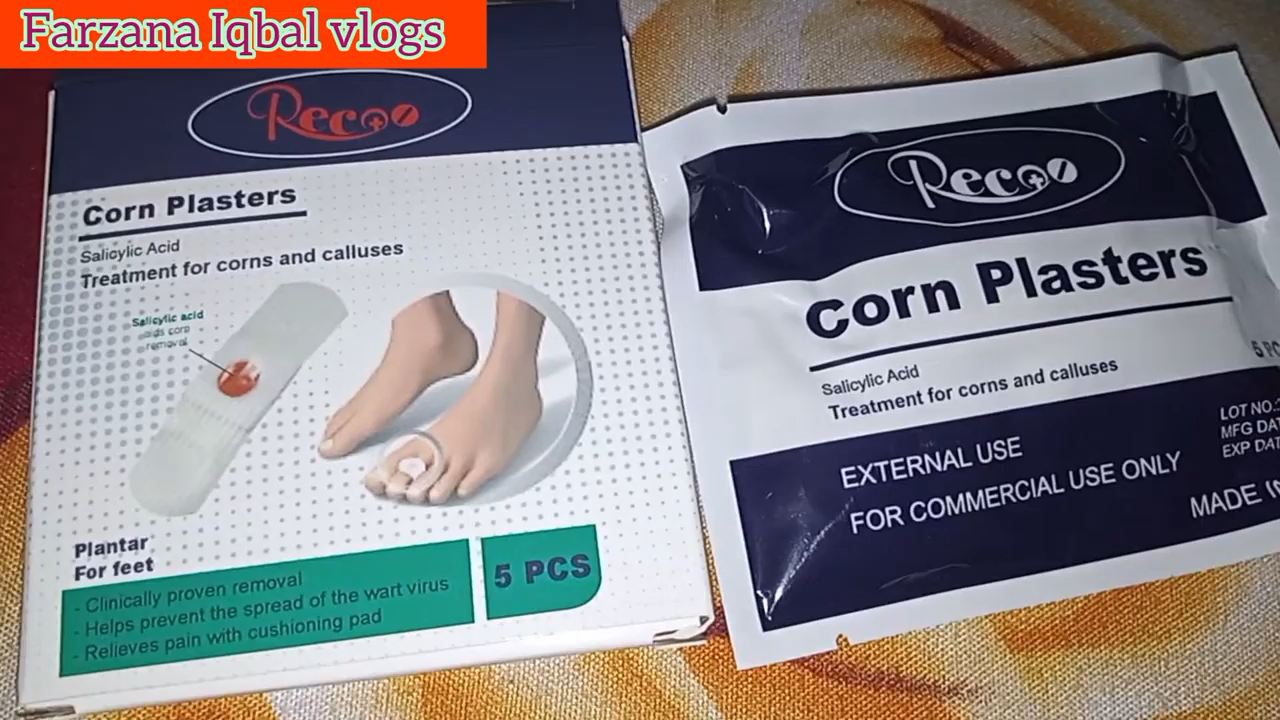 Farzana Iqbal vlogs
Recoo
Corn Plasters
Salicylic Acid
Treatment for corns and calluses
Salicylic acid
aids corn
removal
Plantar
For feet
- Clinically proven removal
- Helps prevent the spread of the wart virus
- Relieves pain with cushioning pad
5 PCS
Recoo
Corn Plasters
Salicylic Acid
Treatment for corns and calluses
EXTERNAL USE
FOR COMMERCIAL USE ONLY
LOT NO.
MFG
EXP
MADE